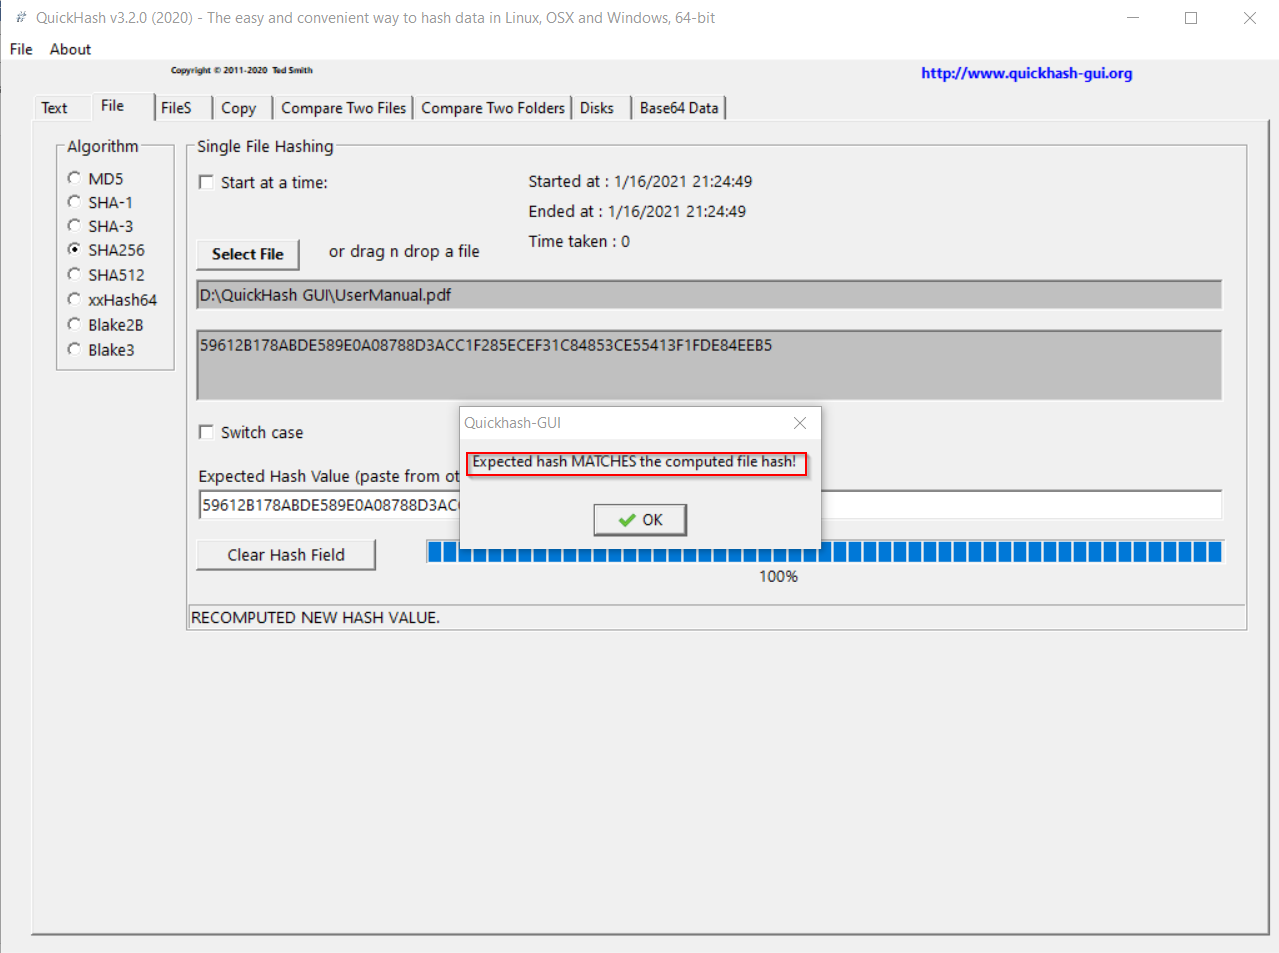 # QuickHash v3.2.0 (2020) - The easy and convenient way to hash data in Linux, OSX and Windows, 64-bit
File About
Copyright © 2011-2020 Ted Smith
http://www.quickhash-gui.org
Text File FileS Copy Compare Two Files Compare Two Folders Disks Base64 Data
Algorithm
MD5
SHA-1
SHA-3
SHA256
SHA512
xxHash64
Blake2B
Blake3
Single File Hashing
Start at a time:
Started at : 1/16/2021 21:24:49
Ended at : 1/16/2021 21:24:49
Time taken : 0
Select File or drag n drop a file
D:\QuickHash GUI\UserManual.pdf
59612B178ABDE589E0A08788D3ACC1F285ECEF31C84853CE55413F1FDE84EEB5
Switch case
Expected Hash Value (paste from ot
59612B178ABDE589E0A08788D3AC
Quickhash-GUI
Expected hash MATCHES the computed file hash!
OK
Clear Hash Field
100%
RECOMPUTED NEW HASH VALUE.